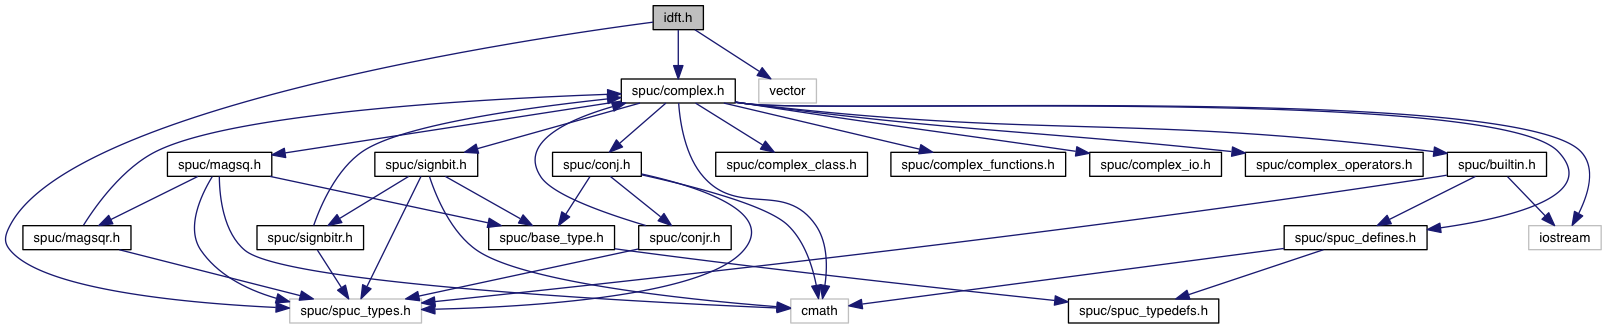 idft.h
spuc/complex.h
vector
spuc/magsq.h
spuc/signbit.h
spuc/conj.h
spuc/complex_class.h
spuc/complex_functions.h
spuc/complex_io.h
spuc/complex_operators.h
spuc/builtin.h
spuc/magsqr.h
spuc/signbitr.h
spuc/base_type.h
spuc/conjr.h
spuc/spuc_defines.h
iostream
spuc/spuc_types.h
cmath
spuc/spuc_typedefs.h